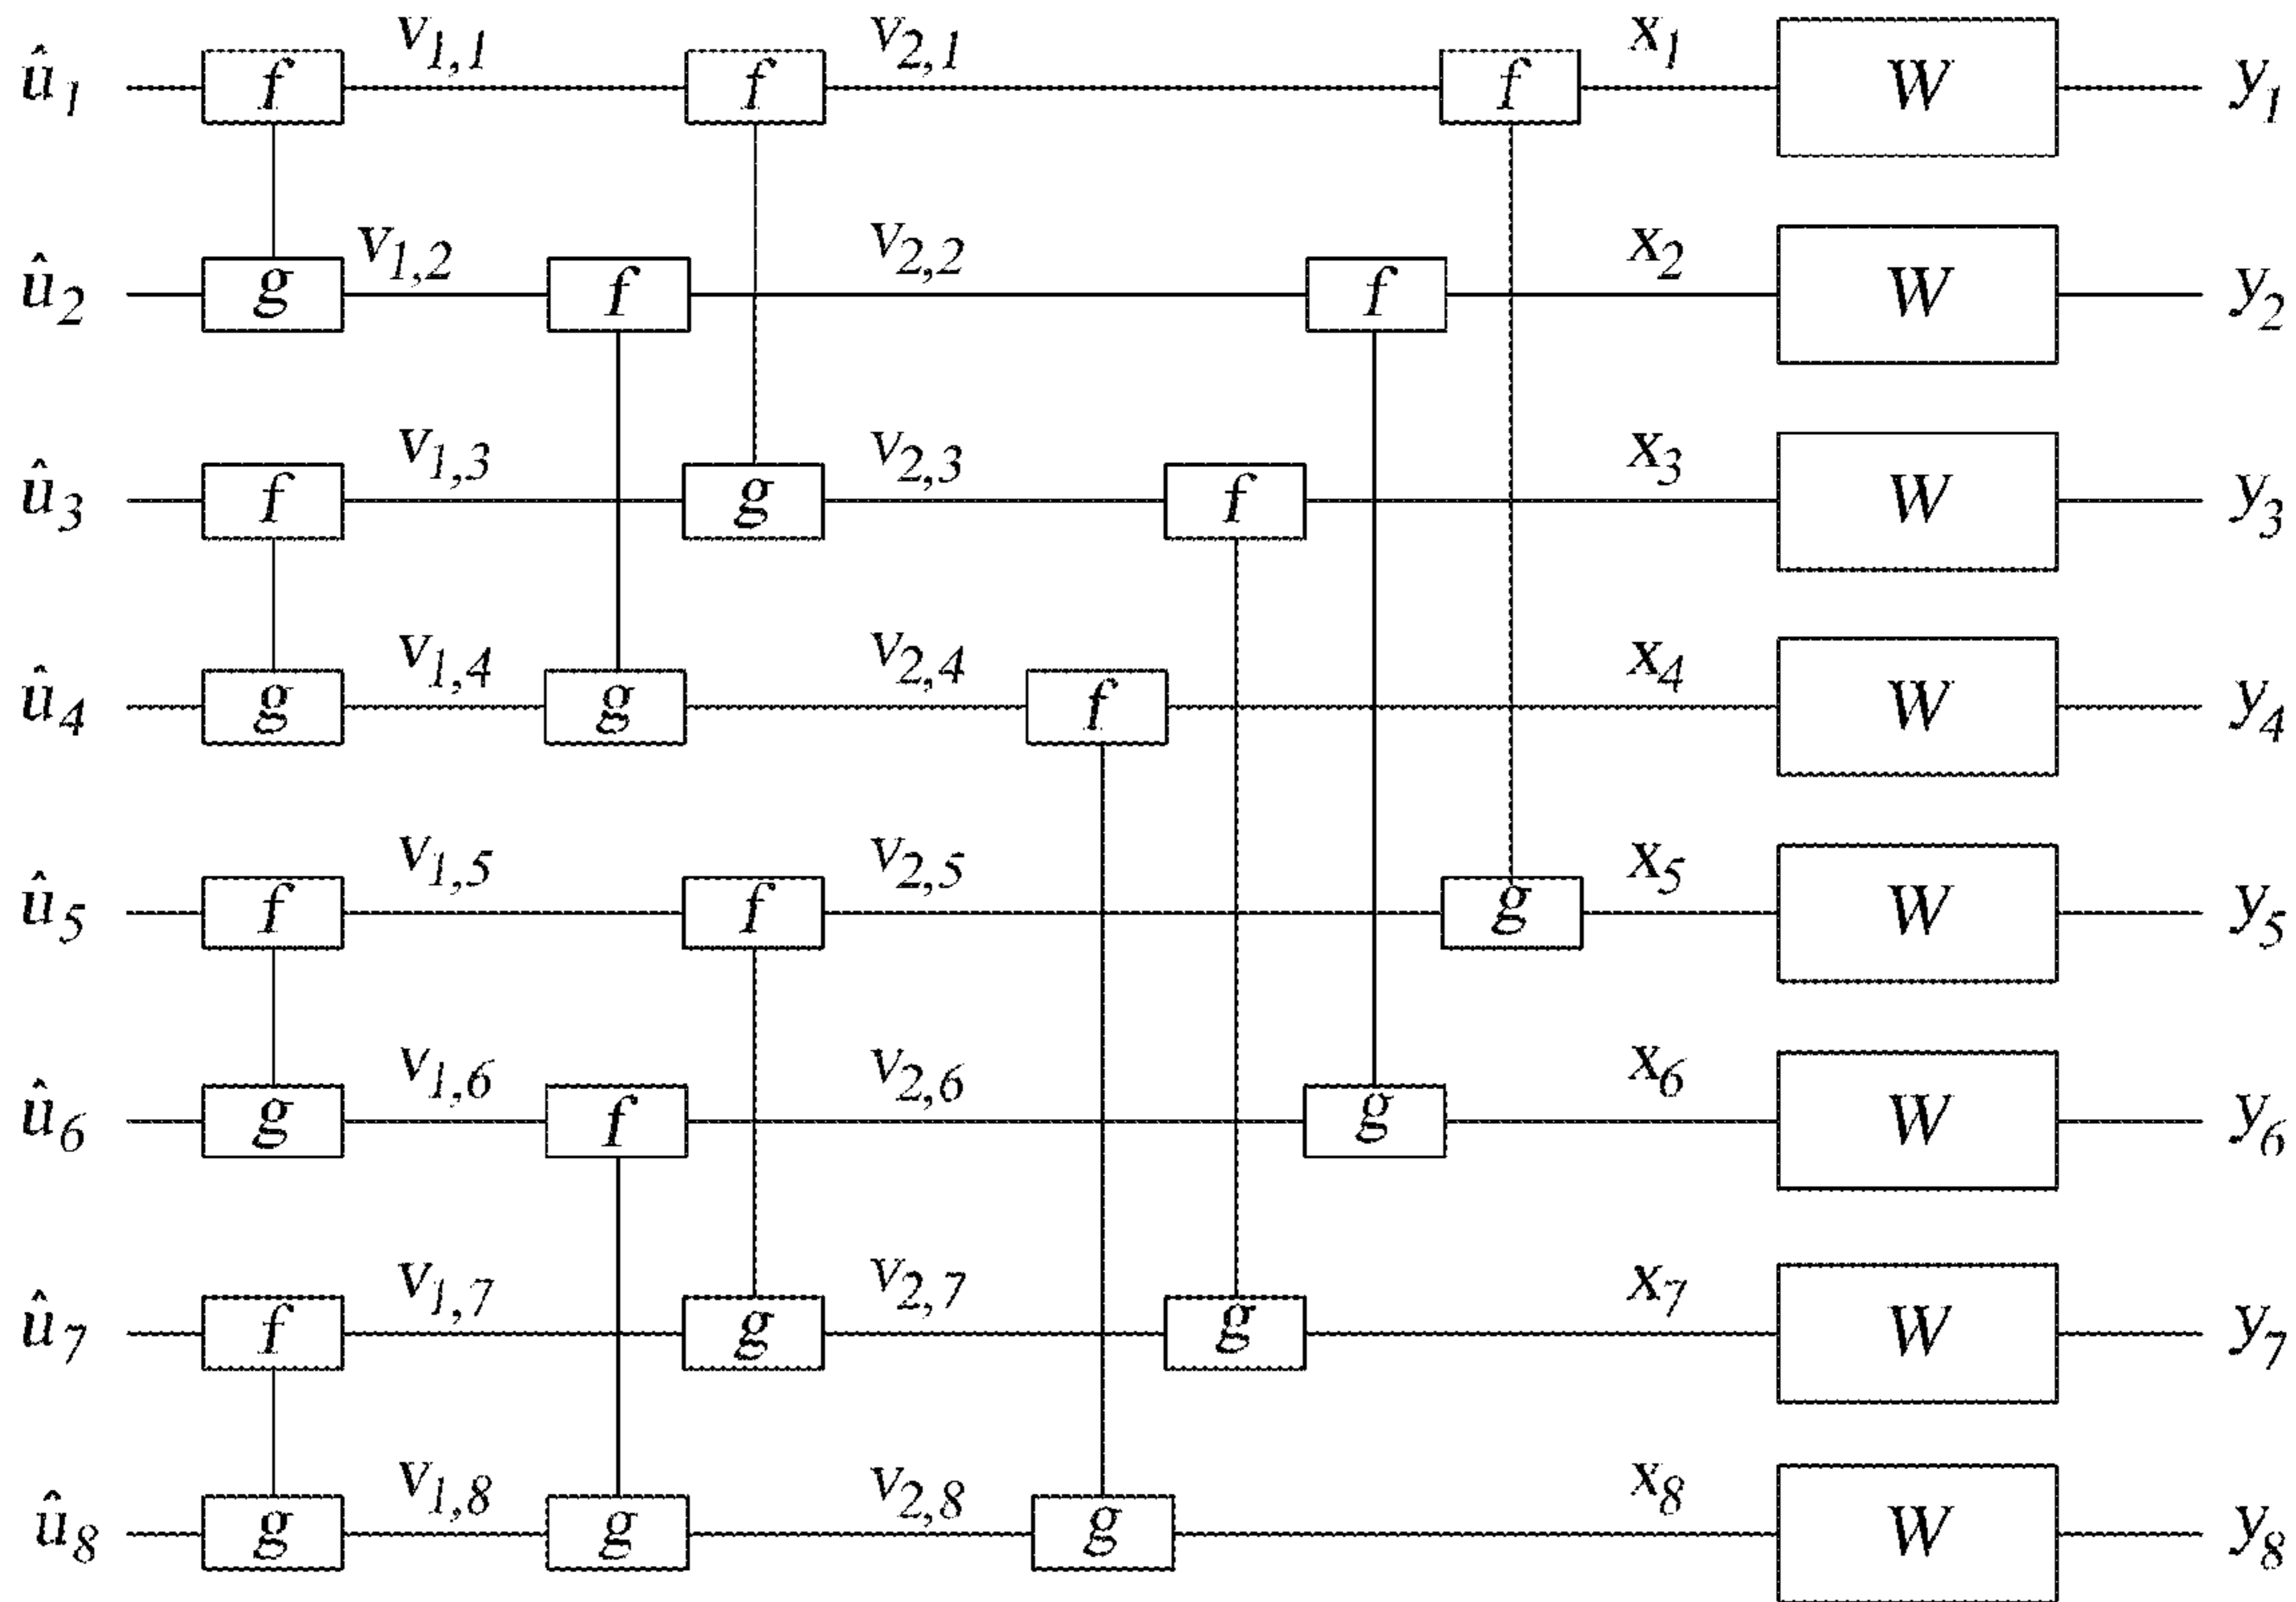 û₁ f v₁,₁ f v₂,₁ f x₁ W y₁
û₂ g v₁,₂ f v₂,₂ f x₂ W y₂
û₃ f v₁,₃ g v₂,₃ f x₃ W y₃
û₄ g v₁,₄ g v₂,₄ f x₄ W y₄
û₅ f v₁,₅ f v₂,₅ g x₅ W y₅
û₆ g v₁,₆ f v₂,₆ g x₆ W y₆
û₇ f v₁,₇ g v₂,₇ g x₇ W y₇
û₈ g v₁,₈ g v₂,₈ g x₈ W y₈